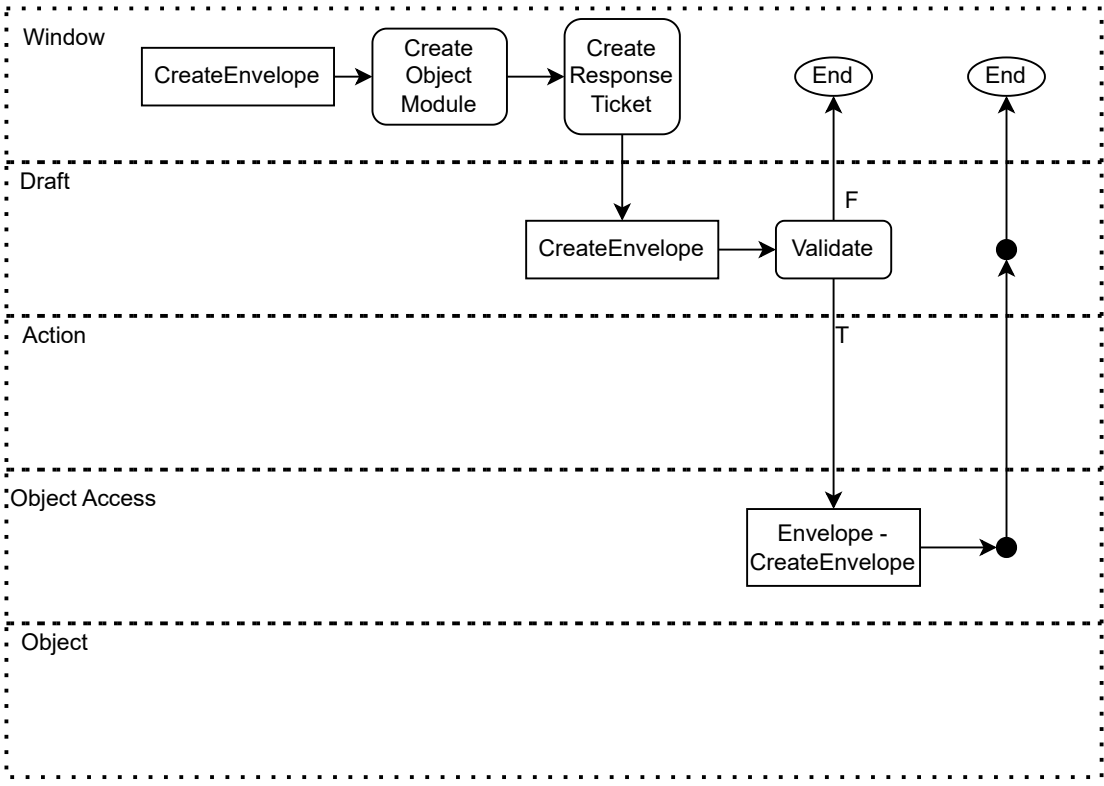 Window
CreateEnvelope
Create
Object
Module
Create
Response
Ticket
End
End
Draft
F
CreateEnvelope
Validate
Action
T
Object Access
Envelope -
CreateEnvelope
Object